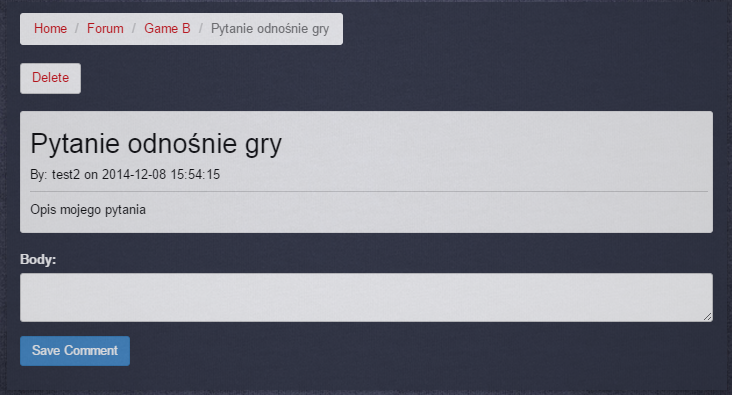 Home / Forum / Game B / Pytanie odnośnie gry
Delete
Pytanie odnośnie gry
By: test2 on 2014-12-08 15:54:15
Opis mojego pytania
Body:
Save Comment